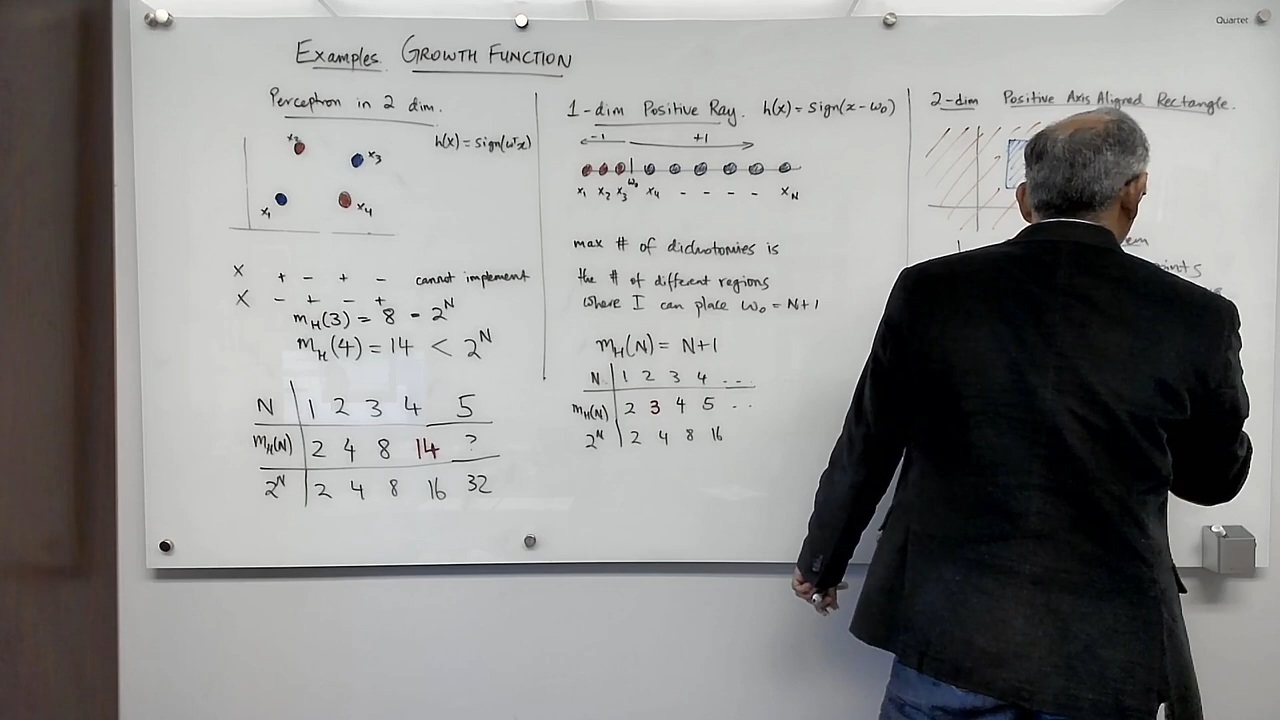 Quartet
Examples. GROWTH FUNCTION
Perceptron in 2 dim.
h(x) = sign(wᵀx)
x₂
x₃
x₁
x₄
X + - + - cannot implement
X - + - +
m_H(3) = 8 = 2^N
m_H(4) = 14 < 2^N
N | 1 2 3 4 5
m_H(N) | 2 4 8 14 ?
2^N | 2 4 8 16 32
1-dim Positive Ray. h(x) = sign(x-w₀)
-1 +1
w₀
x₁ x₂ x₃ x₄ - - - - x_N
max # of dichotomies is
the # of different regions
where I can place w₀ = N+1
m_H(N) = N+1
N | 1 2 3 4 ...
m_H(N) | 2 3 4 5 ..
2^N | 2 4 8 16
2-dim Positive Axis Aligned Rectangle.